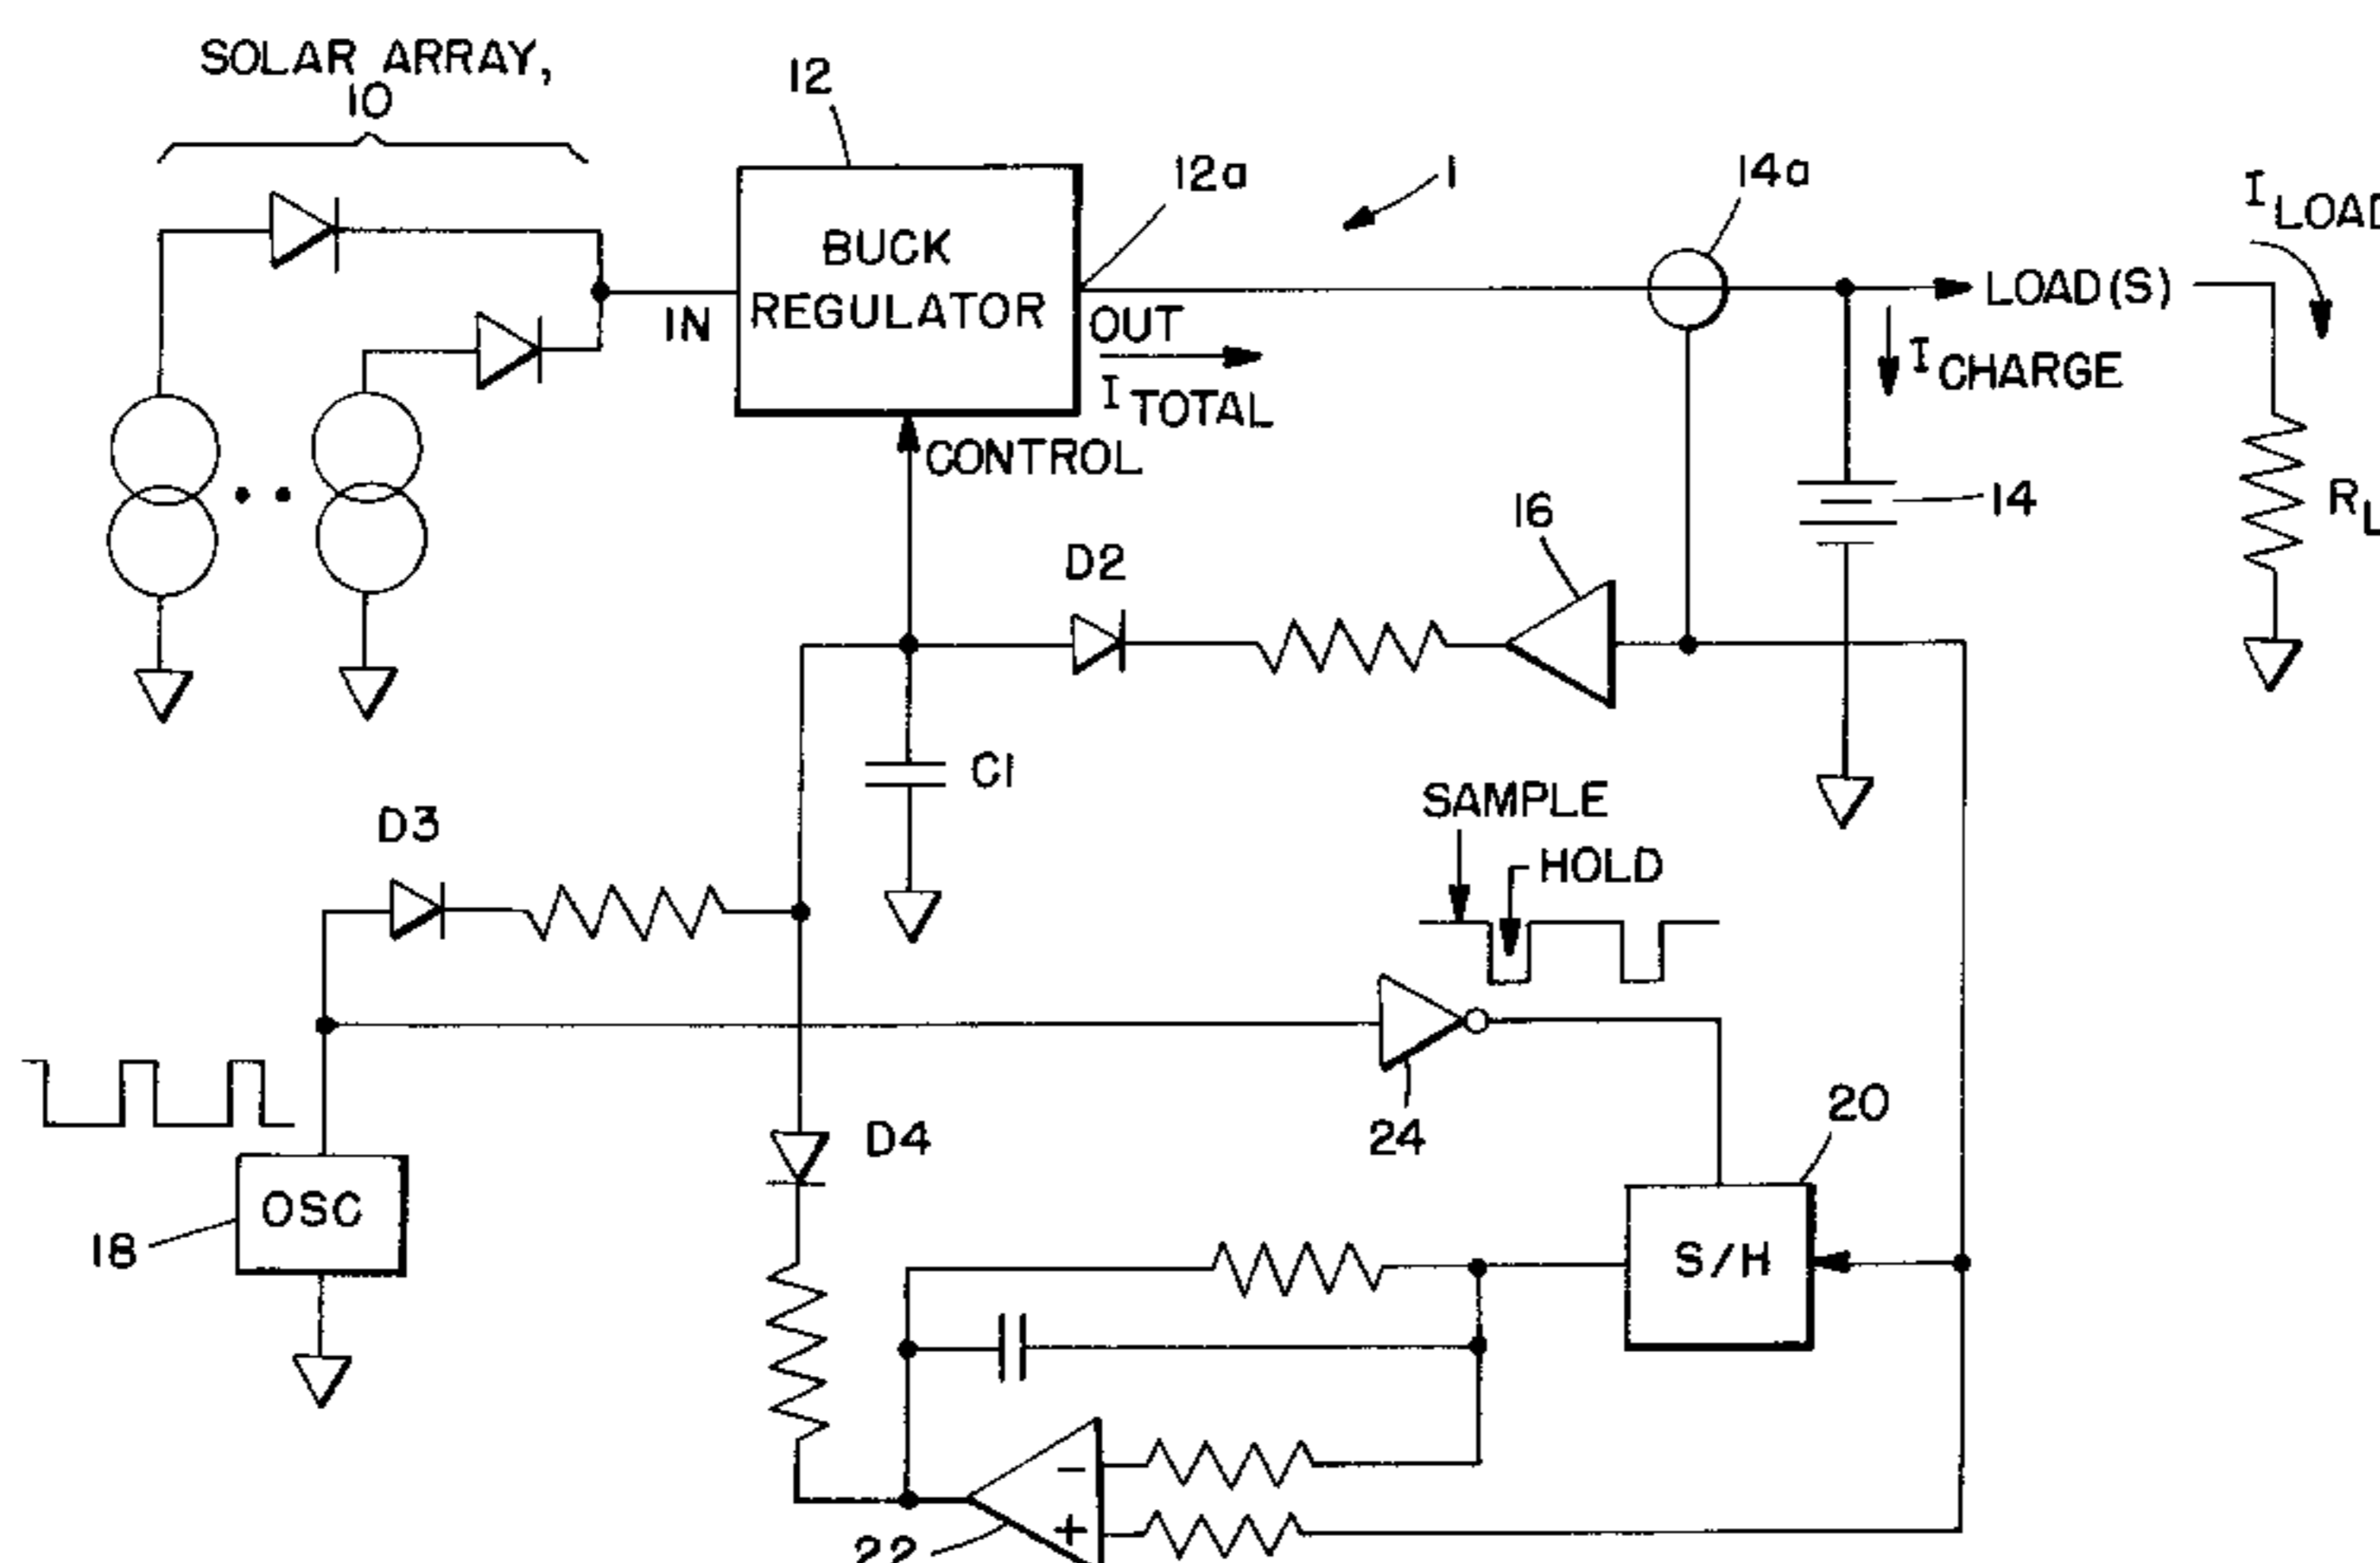 SOLAR ARRAY,
10
12
BUCK
REGULATOR
IN
OUT
I TOTAL
CONTROL
12a
1
14a
LOAD(S)
I LOAD
I CHARGE
14
RL
16
D2
C1
D3
SAMPLE
HOLD
24
OSC
18
D4
20
S/H
-
+
22